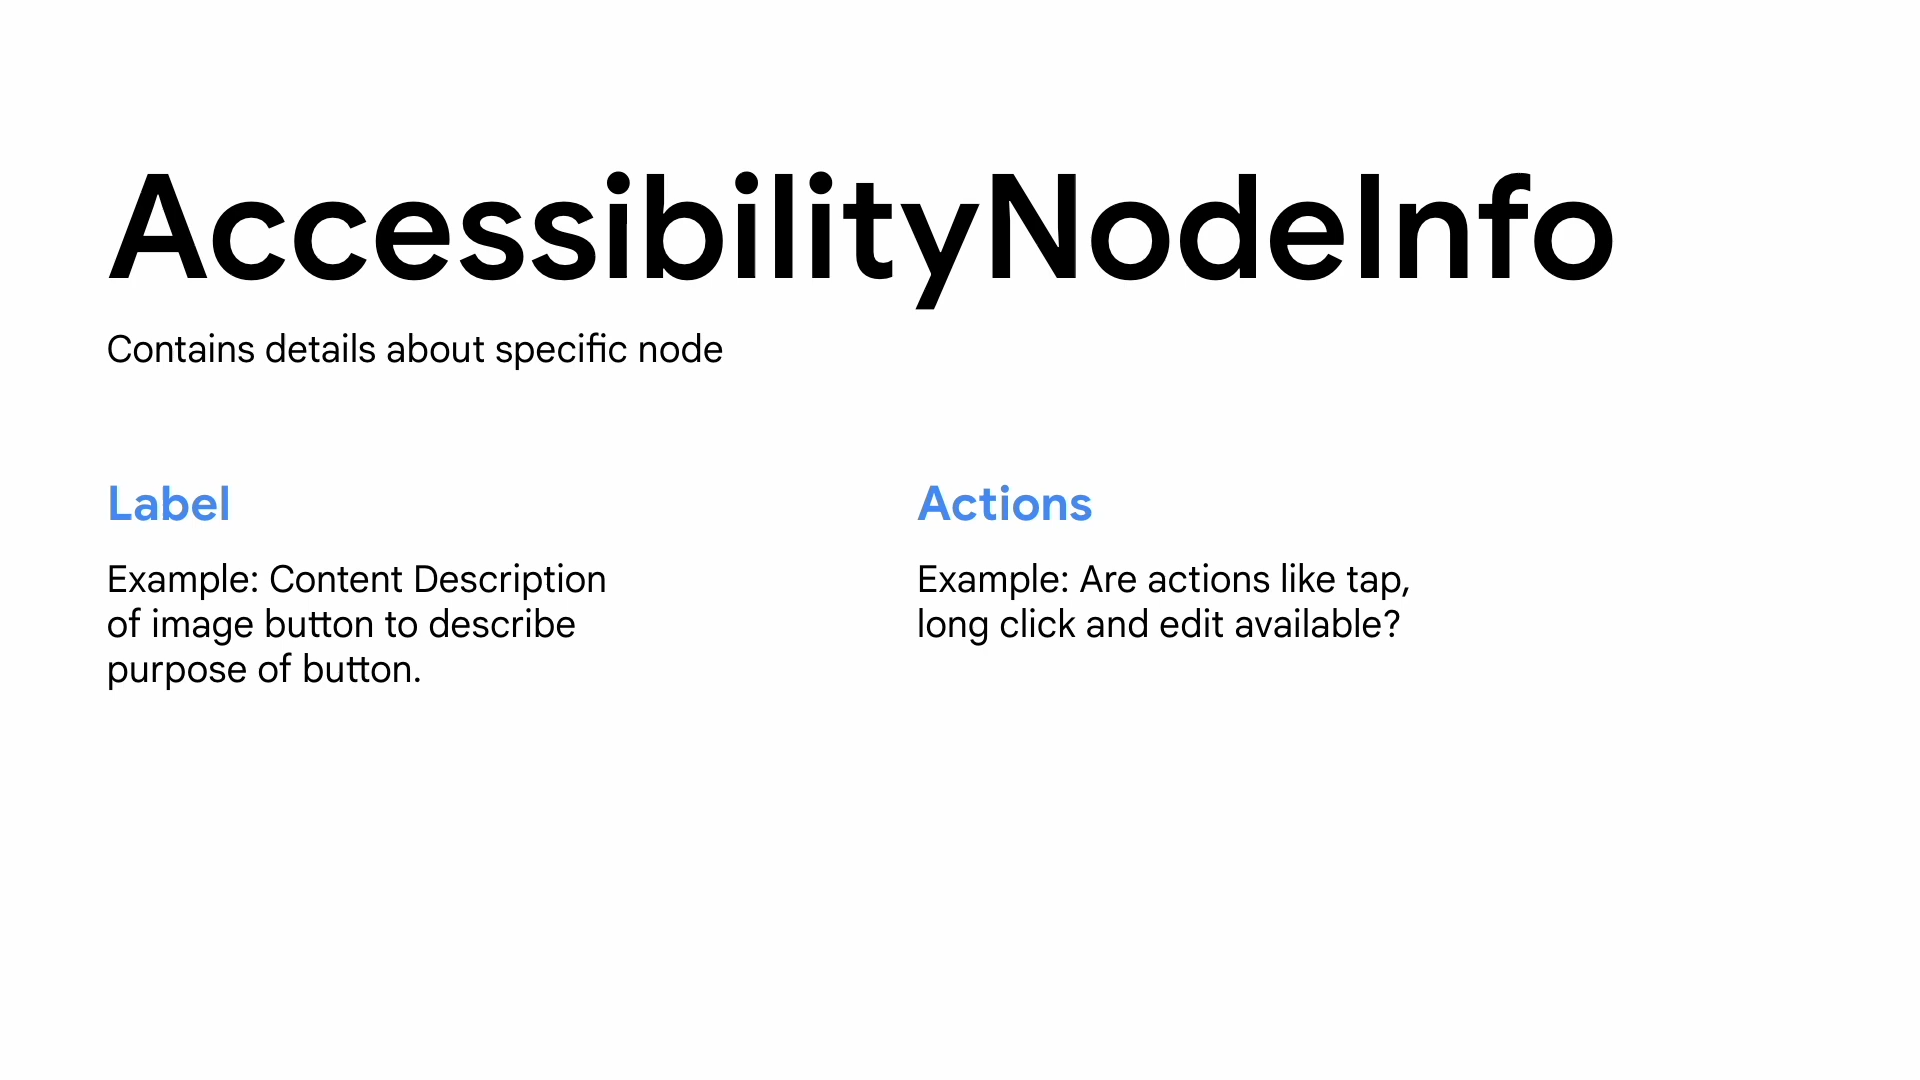 AccessibilityNodeInfo
Contains details about specific node
Label
Example: Content Description
of image button to describe
purpose of button.
Actions
Example: Are actions like tap,
long click and edit available?